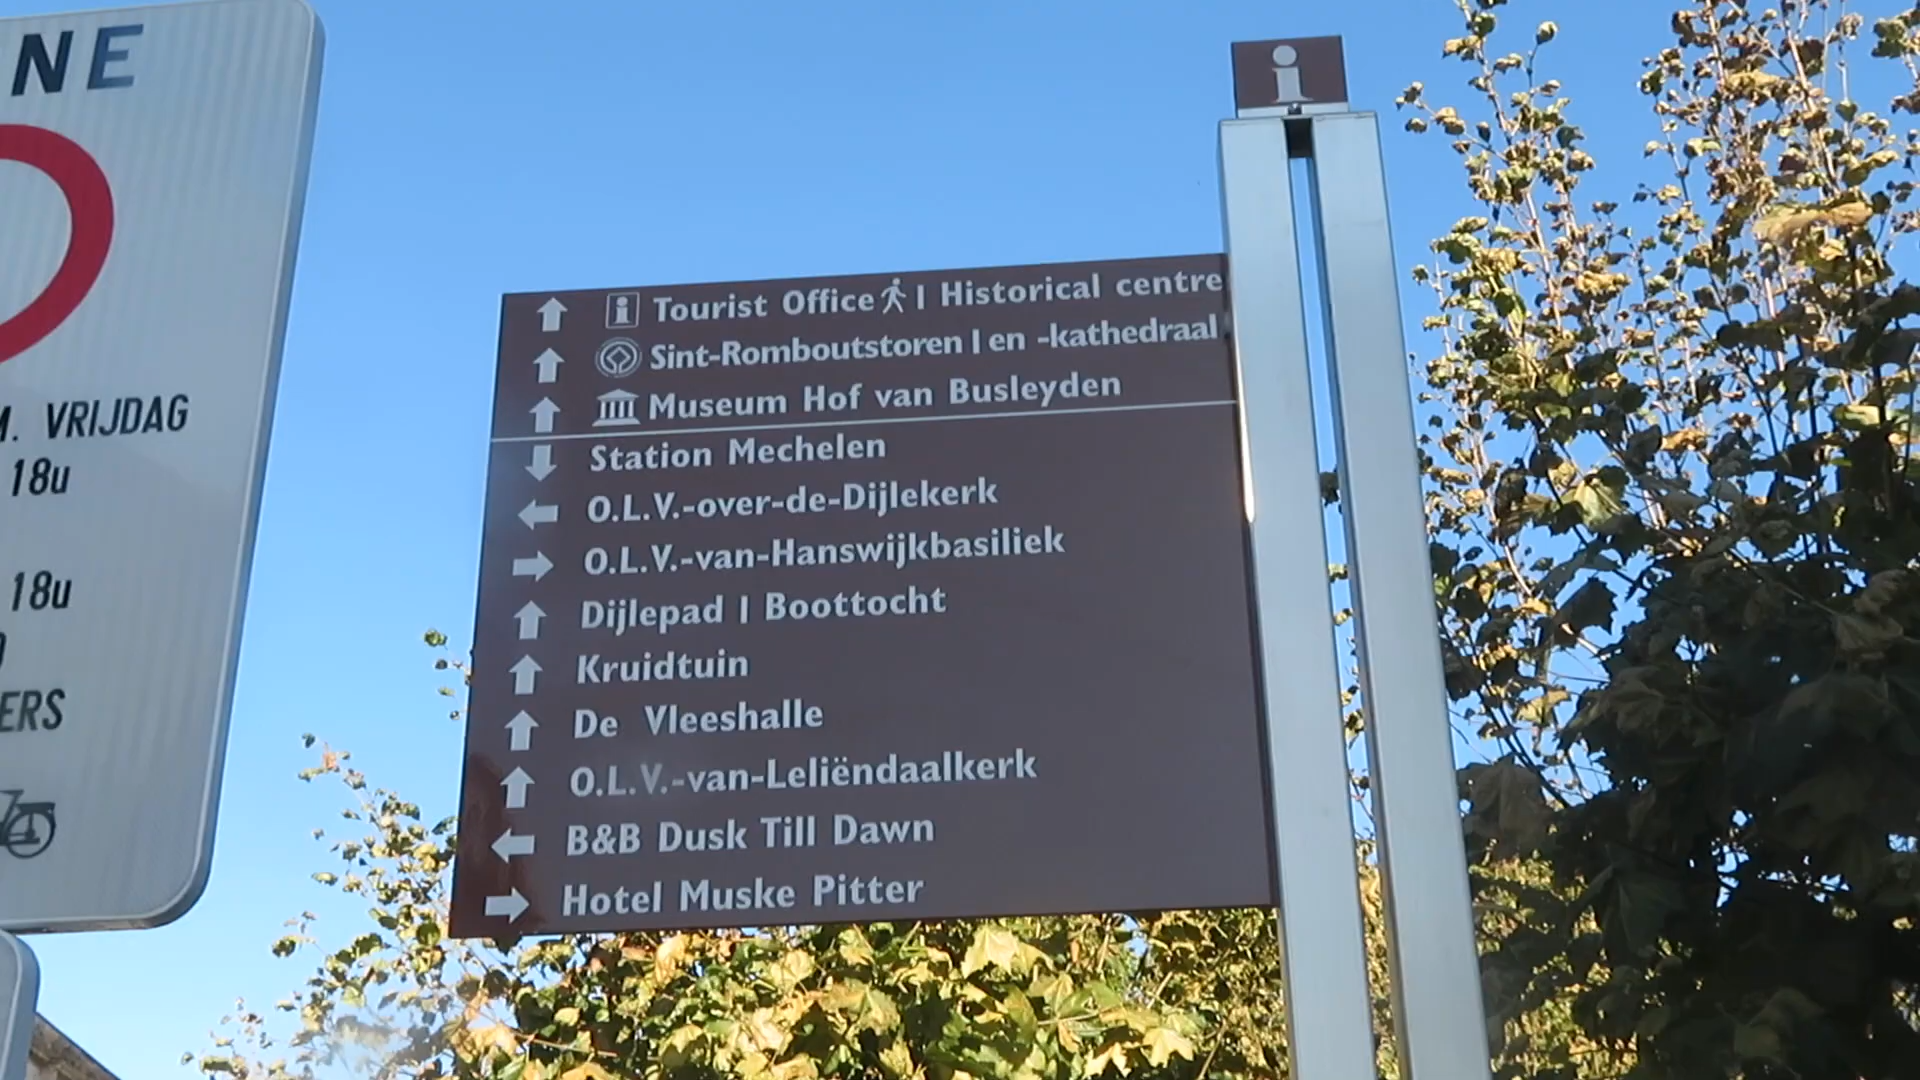 NE
VRIJDAG
18u
18u
i
i Tourist Office | Historical centre
Sint-Romboutstoren | en -kathedraal
Museum Hof van Busleyden
Station Mechelen
O.L.V.-over-de-Dijlekerk
O.L.V.-van-Hanswijkbasiliek
Dijlepad | Boottocht
Kruidtuin
De Vleeshalle
O.L.V.-van-Leliëndaalkerk
B&B Dusk Till Dawn
Hotel Muske Pitter